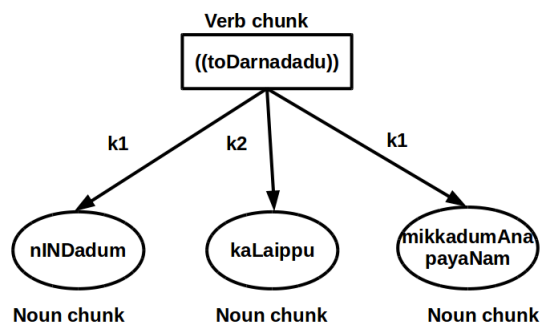 Verb chunk
((toDarnadadu))
k1
k2
k1
nINDadum
kaLaippu
mikkadumAna
payaNam
Noun chunk
Noun chunk
Noun chunk